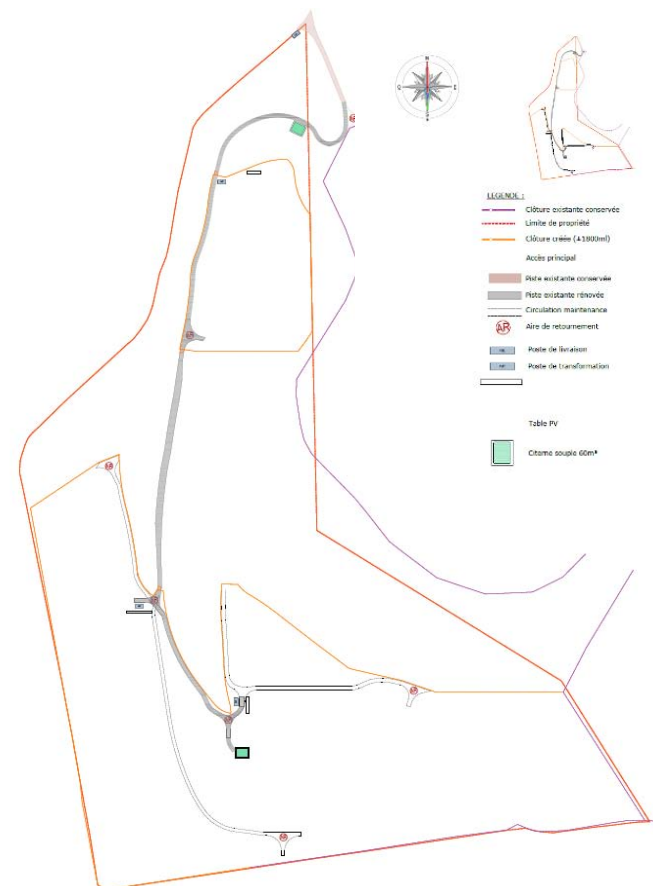 N
O
E
S
LEGENDE :
Clôture existante conservée
Limite de propriété
Clôture créée (±1800ml)
Accès principal
Piste existante conservée
Piste existante rénovée
Circulation maintenance
AR
Aire de retournement
Poste de livraison
Poste de transformation
Table PV
Citerne souple 60m³